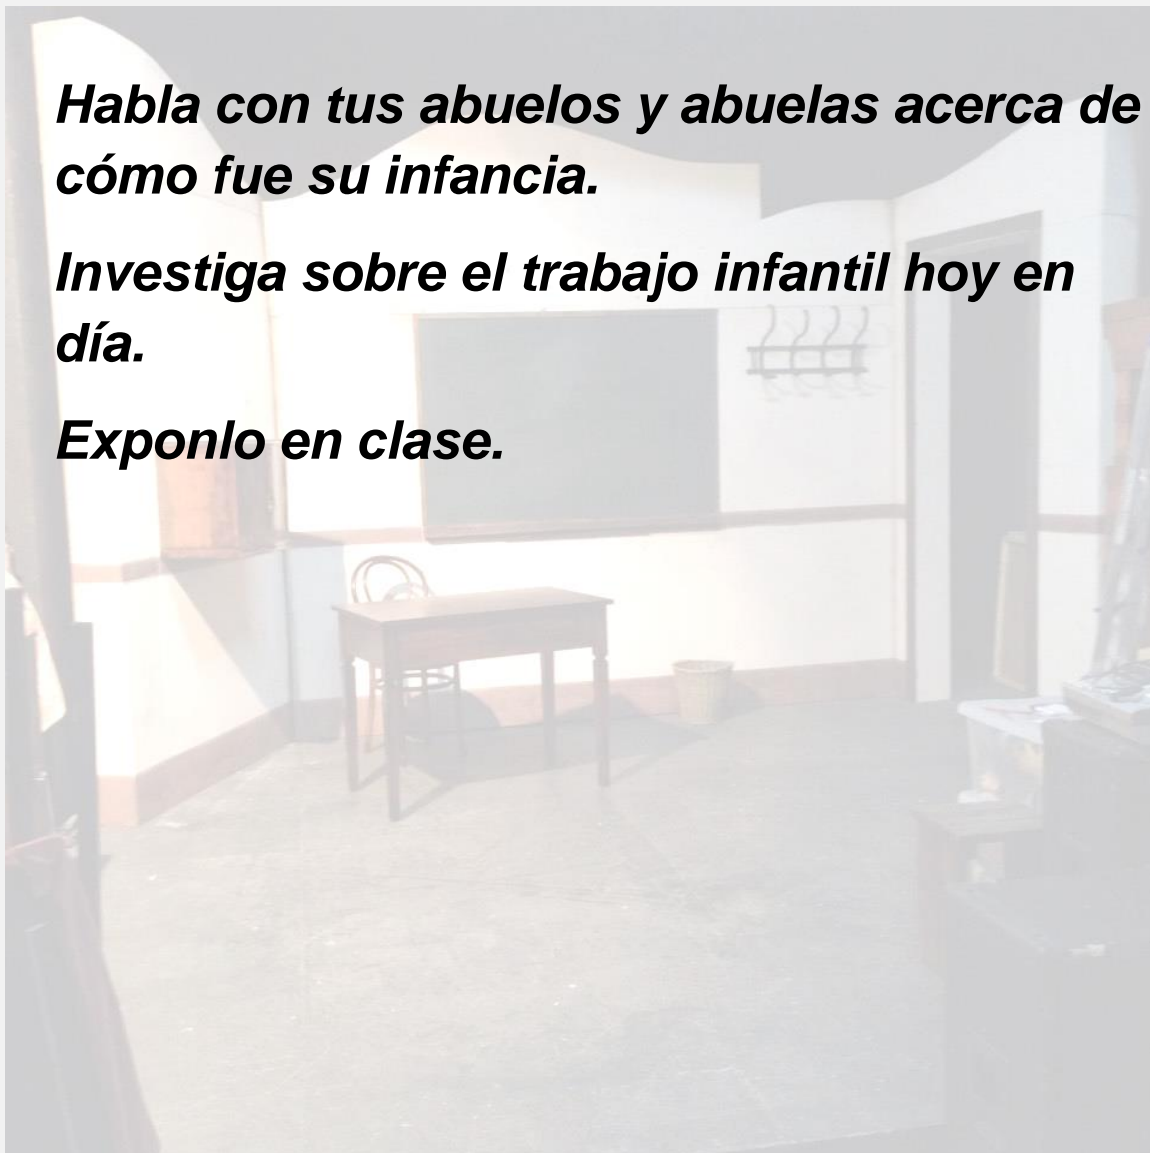 Habla con tus abuelos y abuelas acerca de
cómo fue su infancia.
Investiga sobre el trabajo infantil hoy en
día.
Exponlo en clase.